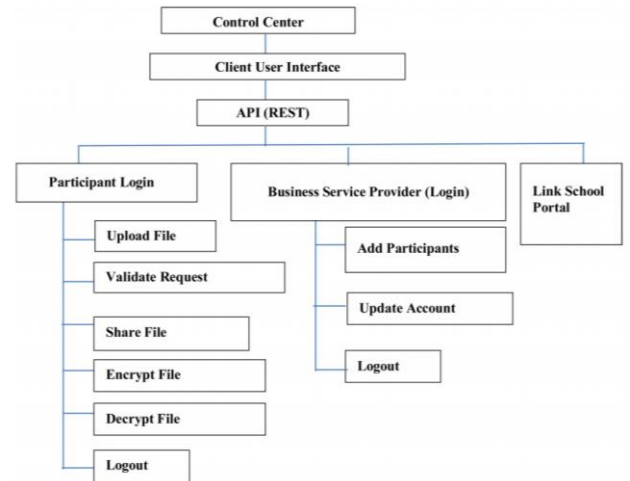 Control Center
Client User Interface
API (REST)
Participant Login
Business Service Provider (Login)
Link School
Portal
Upload File
Validate Request
Share File
Encrypt File
Decrypt File
Logout
Add Participants
Update Account
Logout